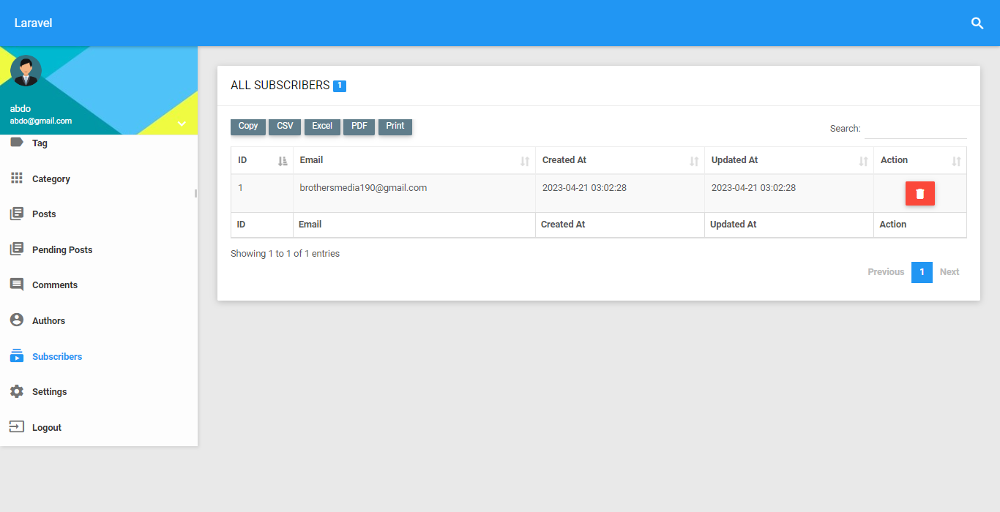 Laravel
abdo
abdo@gmail.com
Tag
Category
Posts
Pending Posts
Comments
Authors
Subscribers
Settings
Logout
ALL SUBSCRIBERS 1
Copy CSV Excel PDF Print
Search:
ID Email Created At Updated At Action
1 brothersmedia190@gmail.com 2023-04-21 03:02:28 2023-04-21 03:02:28
ID Email Created At Updated At Action
Showing 1 to 1 of 1 entries
Previous 1 Next